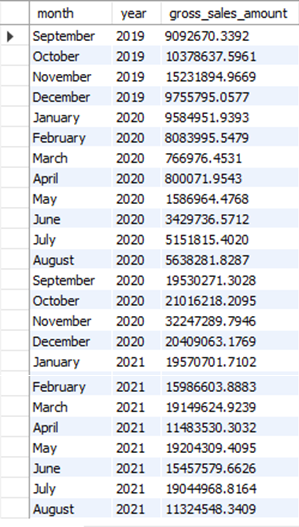 month year gross_sales_amount
September 2019 9092670.3392
October 2019 10378637.5961
November 2019 15231894.9669
December 2019 9755795.0577
January 2020 9584951.9393
February 2020 8083995.5479
March 2020 766976.4531
April 2020 800071.9543
May 2020 1586964.4768
June 2020 3429736.5712
July 2020 5151815.4020
August 2020 5638281.8287
September 2020 19530271.3028
October 2020 21016218.2095
November 2020 32247289.7946
December 2020 20409063.1769
January 2021 19570701.7102
February 2021 15986603.8883
March 2021 19149624.9239
April 2021 11483530.3032
May 2021 19204309.4095
June 2021 15457579.6626
July 2021 19044968.8164
August 2021 11324548.3409